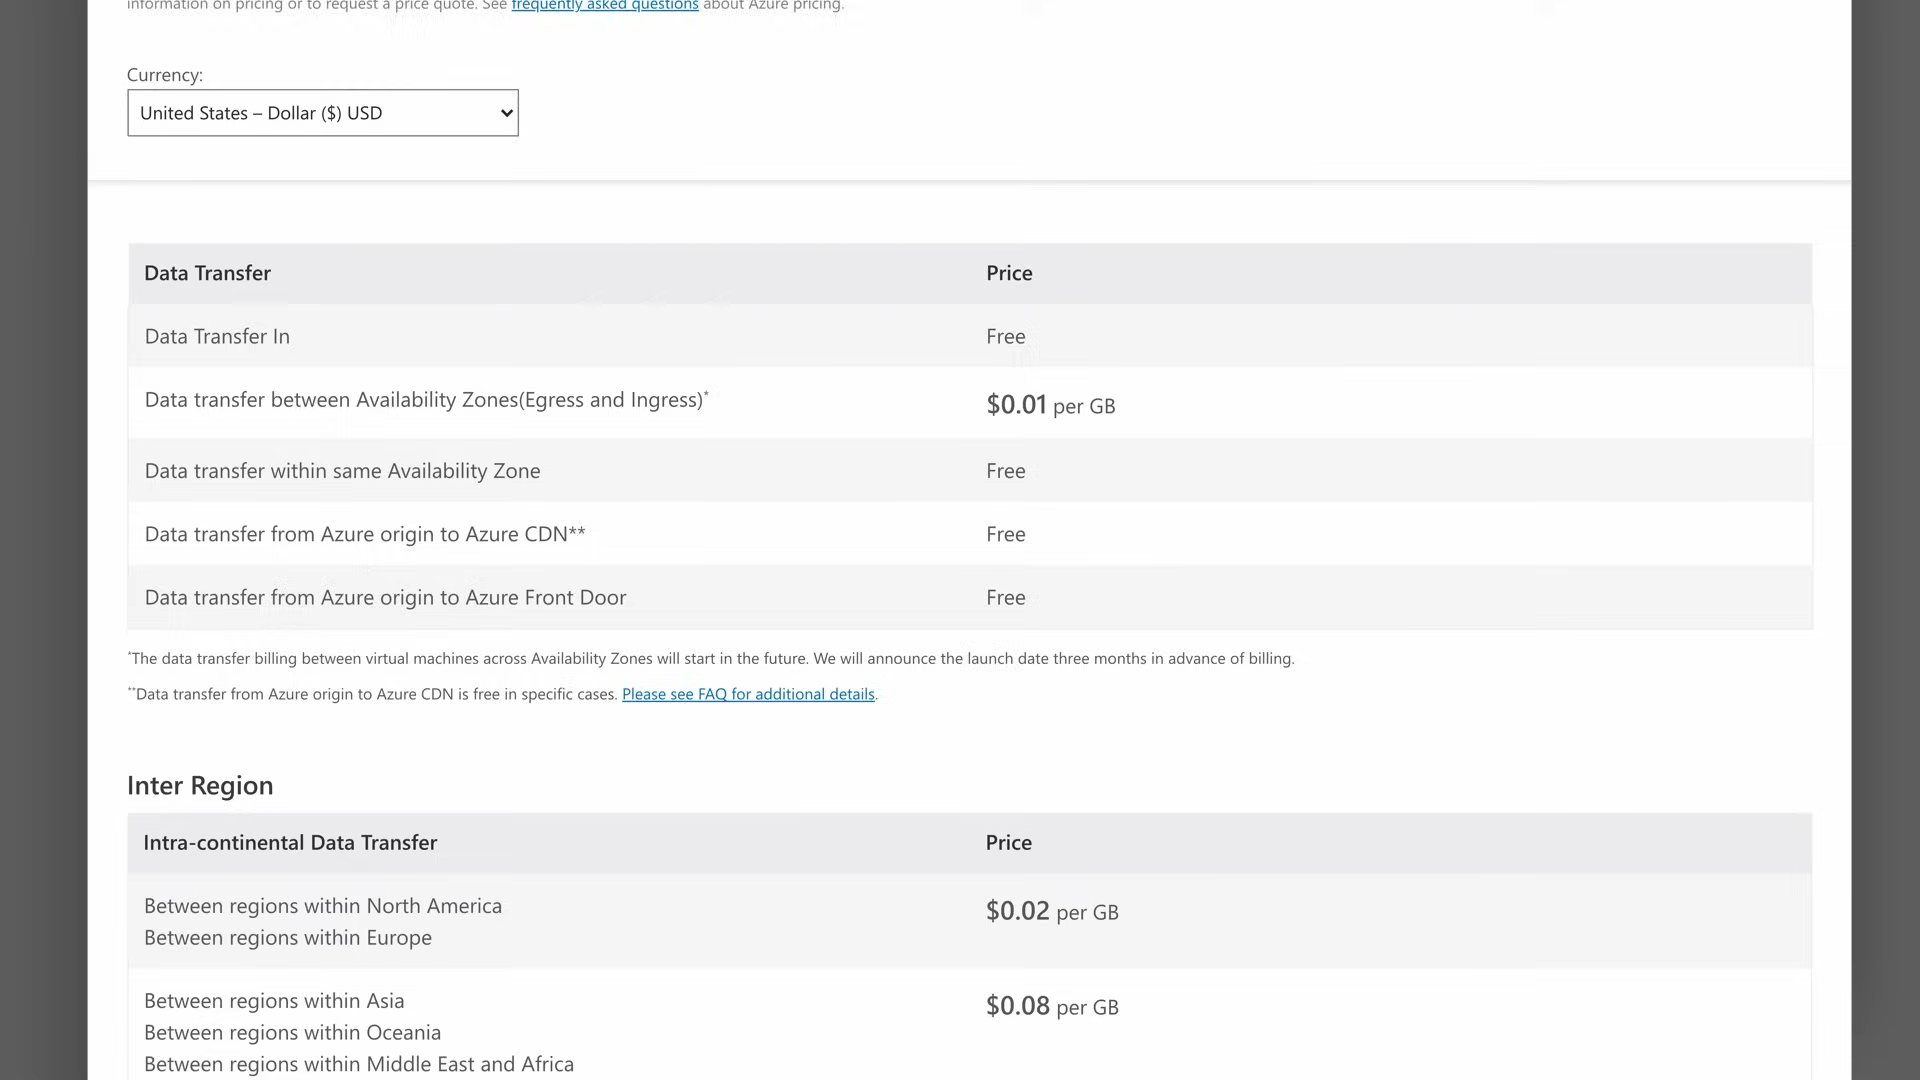 information on pricing or to request a price quote. See frequently asked questions about Azure pricing.
Currency:
United States – Dollar ($) USD
Data Transfer Price
Data Transfer In Free
Data transfer between Availability Zones(Egress and Ingress)* $0.01 per GB
Data transfer within same Availability Zone Free
Data transfer from Azure origin to Azure CDN** Free
Data transfer from Azure origin to Azure Front Door Free
*The data transfer billing between virtual machines across Availability Zones will start in the future. We will announce the launch date three months in advance of billing.
**Data transfer from Azure origin to Azure CDN is free in specific cases. Please see FAQ for additional details.
Inter Region
Intra-continental Data Transfer Price
Between regions within North America $0.02 per GB
Between regions within Europe
Between regions within Asia $0.08 per GB
Between regions within Oceania
Between regions within Middle East and Africa